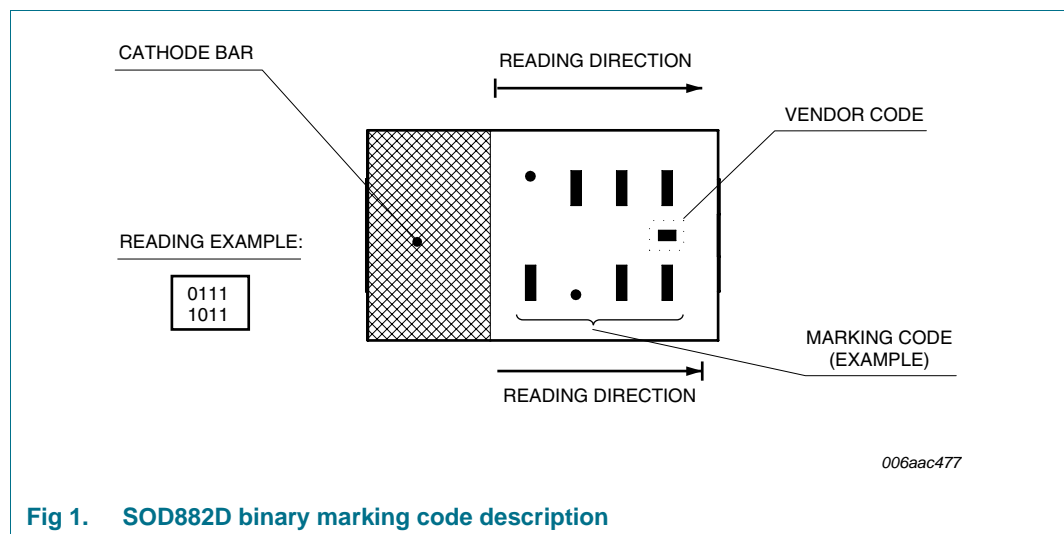 CATHODE BAR
READING DIRECTION
VENDOR CODE
READING EXAMPLE:
0111
1011
MARKING CODE
(EXAMPLE)
READING DIRECTION
006aac477
Fig 1. SOD882D binary marking code description